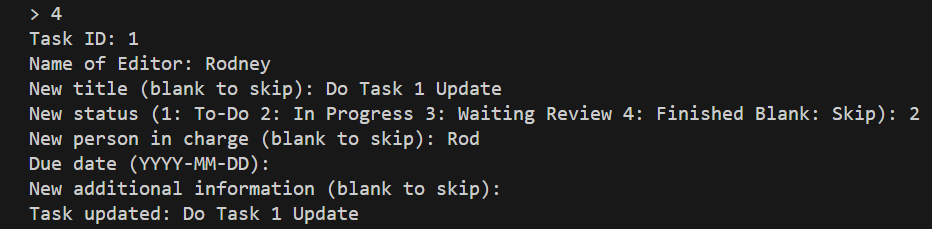 > 4
Task ID: 1
Name of Editor: Rodney
New title (blank to skip): Do Task 1 Update
New status (1: To-Do 2: In Progress 3: Waiting Review 4: Finished Blank: Skip): 2
New person in charge (blank to skip): Rod
Due date (YYYY-MM-DD):
New additional information (blank to skip):
Task updated: Do Task 1 Update